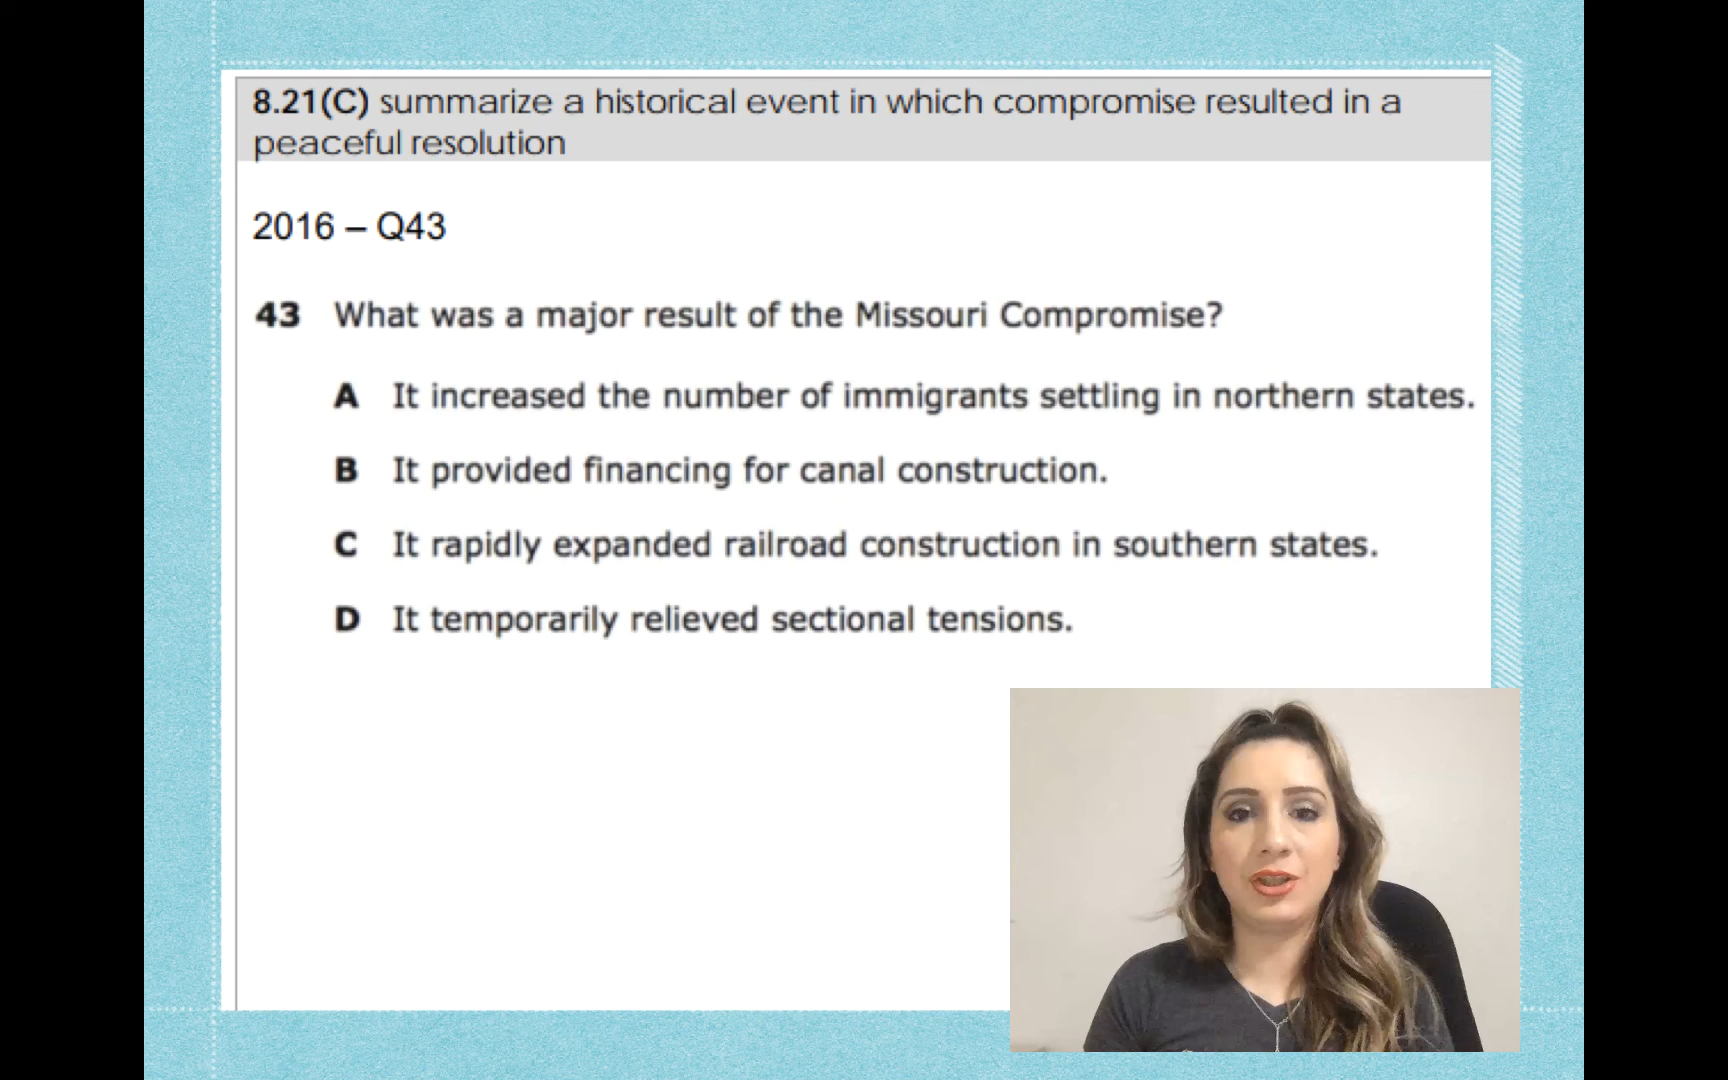 8.21(C) summarize a historical event in which compromise resulted in a
peaceful resolution
2016 – Q43
43 What was a major result of the Missouri Compromise?
A It increased the number of immigrants settling in northern states.
B It provided financing for canal construction.
C It rapidly expanded railroad construction in southern states.
D It temporarily relieved sectional tensions.